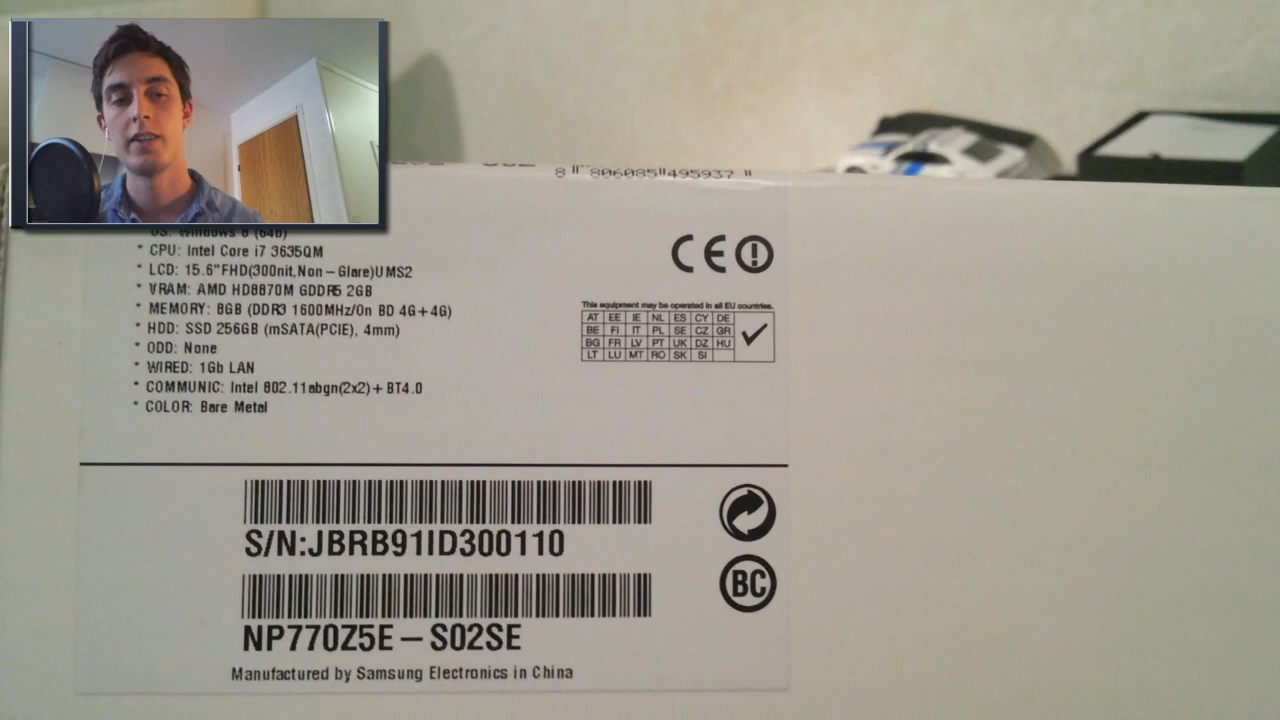 8 806085 495937
OS: Windows 8 (64b)
* CPU: Intel Core i7 3635QM
* LCD: 15.6"FHD(300nit,Non-Glare)UMS2
* VRAM: AMD HD8870M GDDR5 2GB
* MEMORY: 8GB (DDR3 1600MHz/On BD 4G+4G)
* HDD: SSD 256GB (mSATA(PCIE), 4mm)
* ODD: None
* WIRED: 1Gb LAN
* COMMUNIC: Intel 802.11abgn(2x2)+BT4.0
* COLOR: Bare Metal
CE
This equipment may be operated in all EU countries.
AT EE IE NL ES CY DE
BE FI IT PL SE CZ GR
BG FR LV PT UK DZ HU
LT LU MT RO SK SI
S/N:JBRB91ID300110
NP770Z5E-S02SE
BC
Manufactured by Samsung Electronics in China